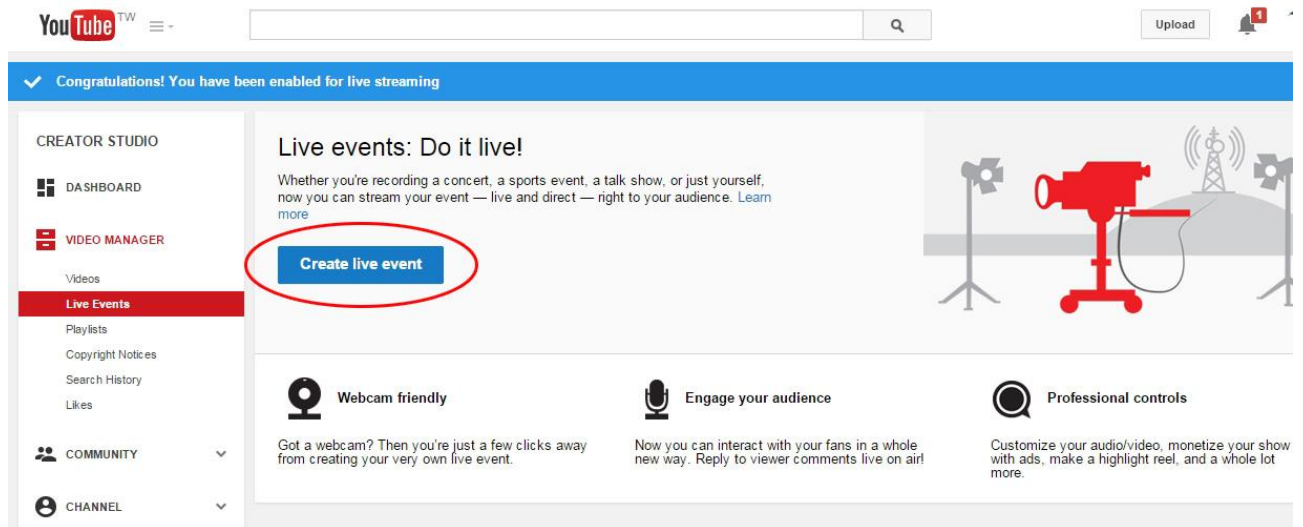 YouTube TW
Upload
1
Congratulations! You have been enabled for live streaming
CREATOR STUDIO
DASHBOARD
VIDEO MANAGER
Videos
Live Events
Playlists
Copyright Notices
Search History
Likes
COMMUNITY
CHANNEL
Live events: Do it live!
Whether you're recording a concert, a sports event, a talk show, or just yourself,
now you can stream your event — live and direct — right to your audience. Learn
more
Create live event
Webcam friendly
Got a webcam? Then you're just a few clicks away
from creating your very own live event.
Engage your audience
Now you can interact with your fans in a whole
new way. Reply to viewer comments live on air!
Professional controls
Customize your audio/video, monetize your show
with ads, make a highlight reel, and a whole lot
more.